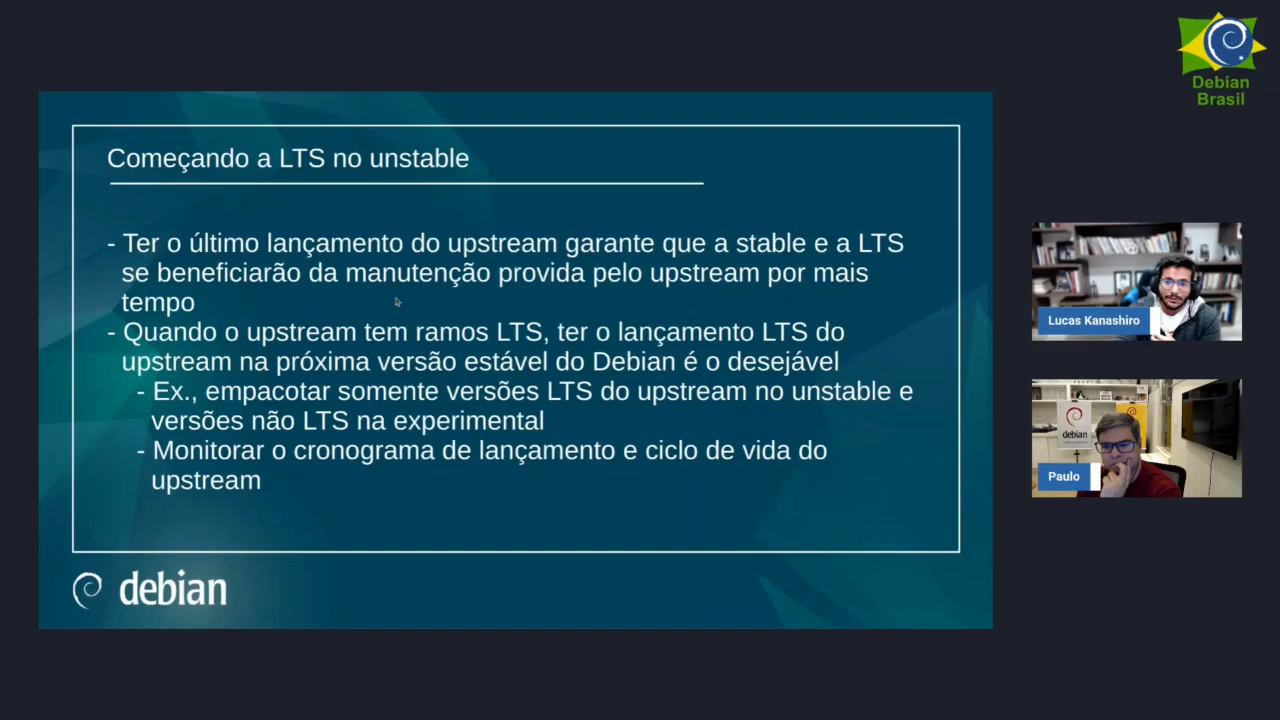 Debian
Brasil
Começando a LTS no unstable
- Ter o último lançamento do upstream garante que a stable e a LTS
se beneficiarão da manutenção provida pelo upstream por mais
tempo
- Quando o upstream tem ramos LTS, ter o lançamento LTS do
upstream na próxima versão estável do Debian é o desejável
- Ex., empacotar somente versões LTS do upstream no unstable e
versões não LTS na experimental
- Monitorar o cronograma de lançamento e ciclo de vida do
upstream
debian
Lucas Kanashiro
debian
Paulo